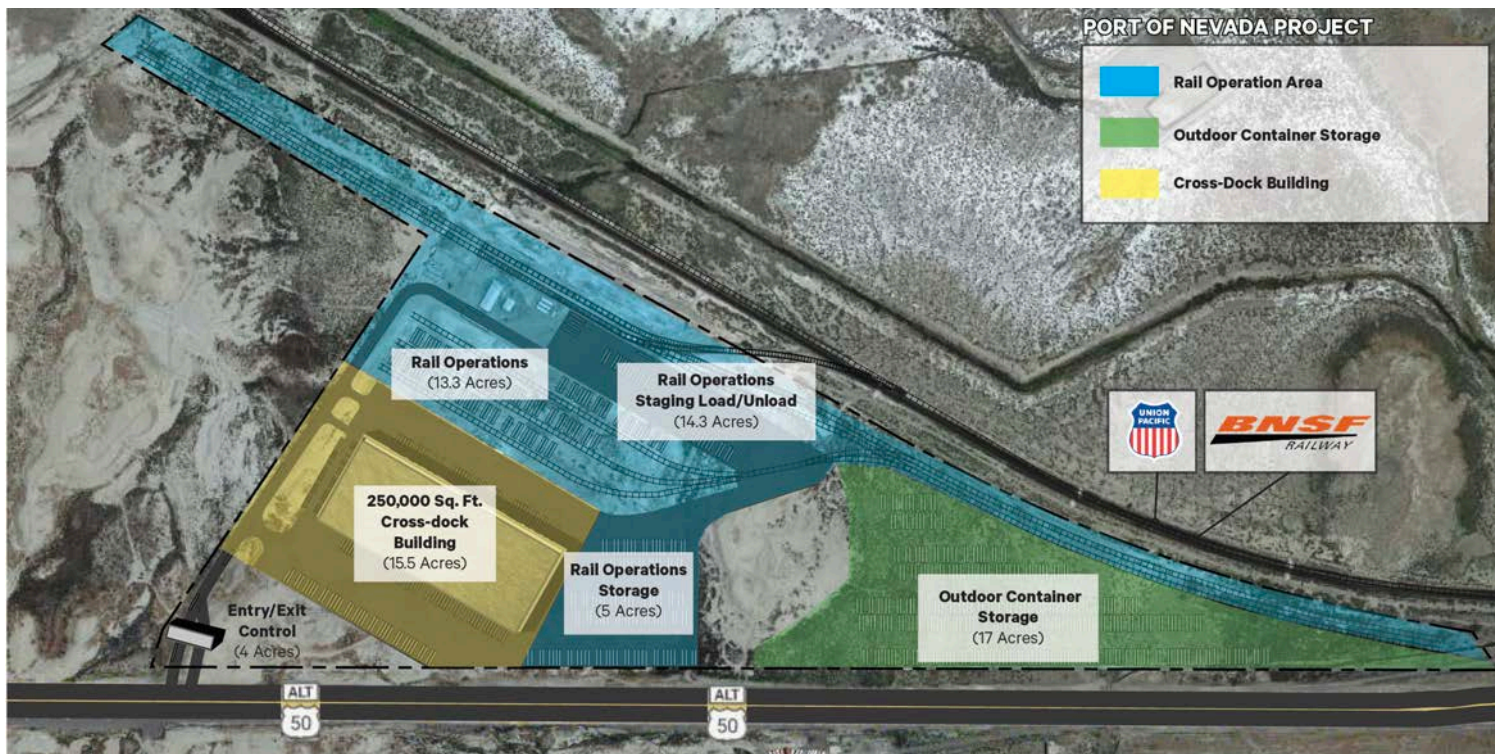 PORT OF NEVADA PROJECT
Rail Operation Area
Outdoor Container Storage
Cross-Dock Building
Rail Operations
(13.3 Acres)
Rail Operations
Staging Load/Unload
(14.3 Acres)
UNION
PACIFIC
BNSF
RAILWAY
250,000 Sq. Ft.
Cross-dock
Building
(15.5 Acres)
Rail Operations
Storage
(5 Acres)
Outdoor Container
Storage
(17 Acres)
Entry/Exit
Control
(4 Acres)
ALT
50
ALT
50